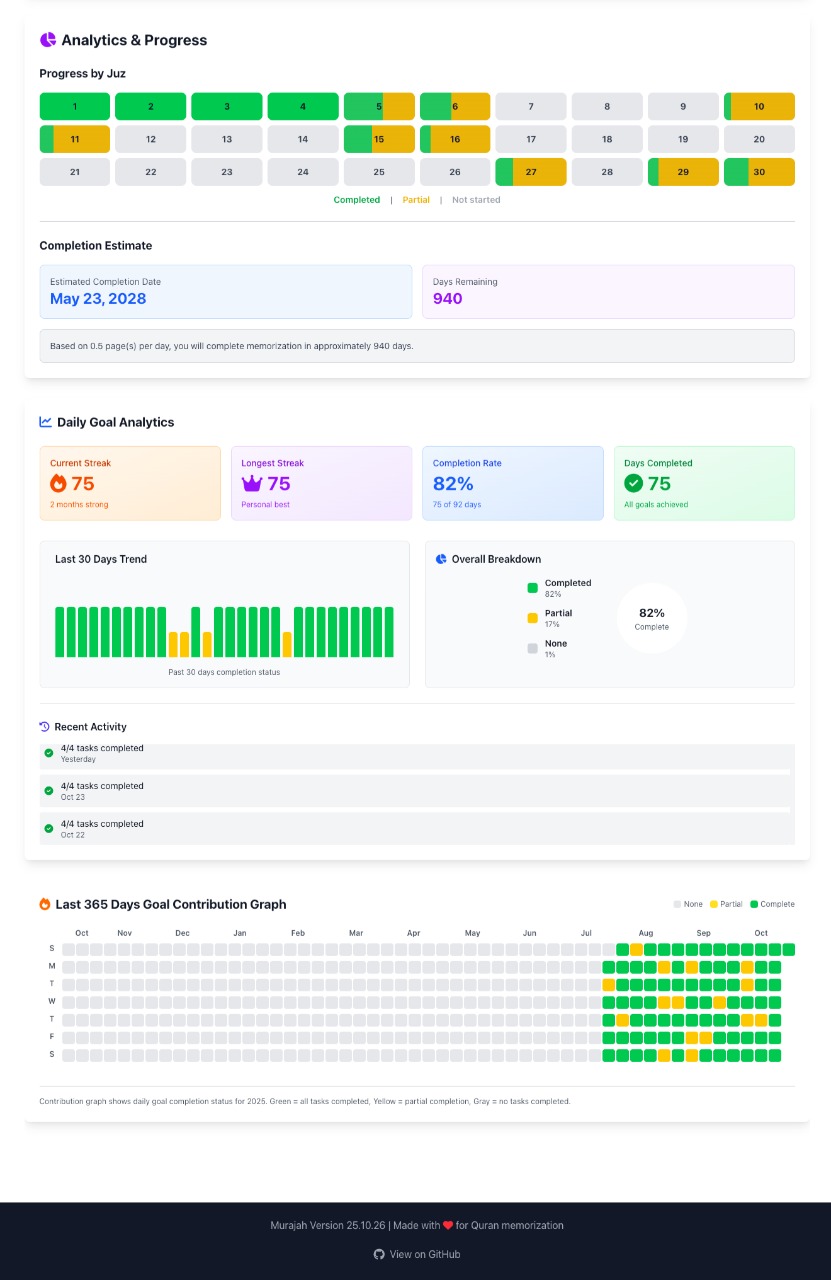 Analytics & Progress
Progress by Juz
1 2 3 4 5 6 7 8 9 10
11 12 13 14 15 16 17 18 19 20
21 22 23 24 25 26 27 28 29 30
Completed | Partial | Not started
Completion Estimate
Estimated Completion Date
May 23, 2028
Days Remaining
940
Based on 0.5 page(s) per day, you will complete memorization in approximately 940 days.
Daily Goal Analytics
Current Streak
75
2 months strong
Longest Streak
75
Personal best
Completion Rate
82%
75 of 92 days
Days Completed
75
All goals achieved
Last 30 Days Trend
Past 30 days completion status
Overall Breakdown
Completed
82%
Partial
17%
None
1%
82%
Complete
Recent Activity
4/4 tasks completed
Yesterday
4/4 tasks completed
Oct 23
4/4 tasks completed
Oct 22
Last 365 Days Goal Contribution Graph
None Partial Complete
Oct Nov Dec Jan Feb Mar Apr May Jun Jul Aug Sep Oct
S
M
T
W
T
F
S
Contribution graph shows daily goal completion status for 2025. Green = all tasks completed, Yellow = partial completion, Gray = no tasks completed.
Murajah Version 25.10.26 | Made with ❤ for Quran memorization
View on GitHub